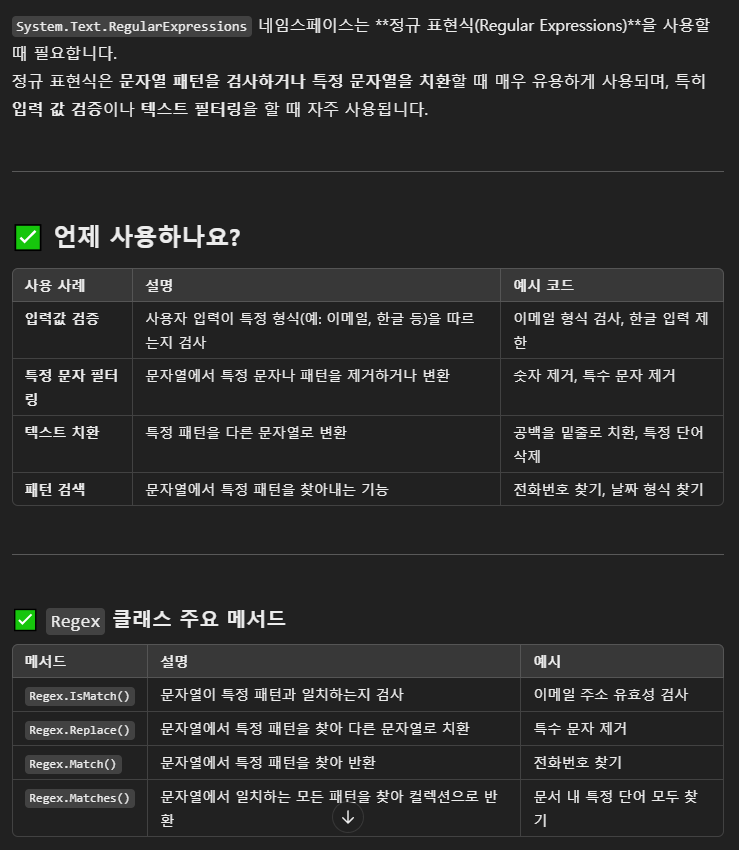 System.Text.RegularExpressions 네임스페이스는 **정규 표현식(Regular Expressions)**을 사용할
때 필요합니다.
정규 표현식은 문자열 패턴을 검사하거나 특정 문자열을 치환할 때 매우 유용하게 사용되며, 특히
입력 값 검증이나 텍스트 필터링을 할 때 자주 사용됩니다.
✅ 언제 사용하나요?
사용 사례 설명 예시 코드
입력값 검증 사용자 입력이 특정 형식(예: 이메일, 한글 등)을 따르 이메일 형식 검사, 한글 입력 제
는지 검사 한
특정 문자 필터 문자열에서 특정 문자나 패턴을 제거하거나 변환 숫자 제거, 특수 문자 제거
링
텍스트 치환 특정 패턴을 다른 문자열로 변환 공백을 밑줄로 치환, 특정 단어
삭제
패턴 검색 문자열에서 특정 패턴을 찾아내는 기능 전화번호 찾기, 날짜 형식 찾기
✅ Regex 클래스 주요 메서드
메서드 설명 예시
Regex.IsMatch() 문자열이 특정 패턴과 일치하는지 검사 이메일 주소 유효성 검사
Regex.Replace() 문자열에서 특정 패턴을 찾아 다른 문자열로 치환 특수 문자 제거
Regex.Match() 문자열에서 특정 패턴을 찾아 반환 전화번호 찾기
Regex.Matches() 문자열에서 일치하는 모든 패턴을 찾아 컬렉션으로 반 문서 내 특정 단어 모두 찾
환 기